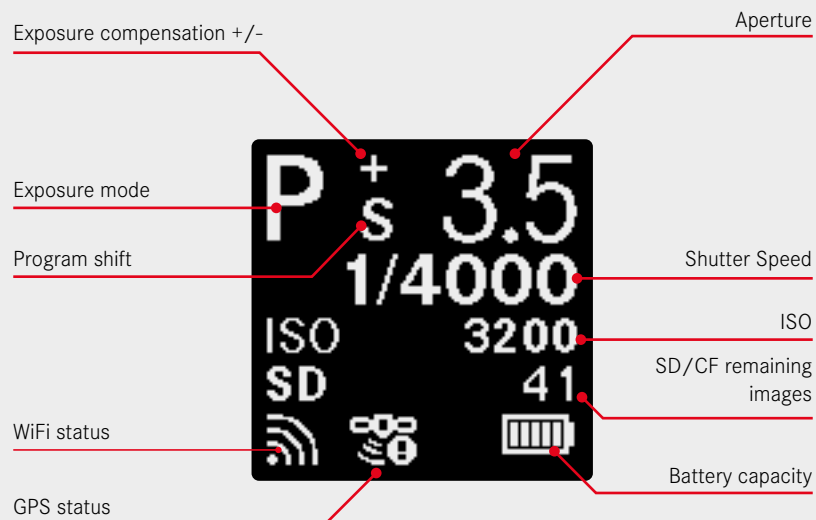 Exposure compensation +/-
Aperture
P + 3.5
S
Exposure mode
Program shift
1/4000
Shutter Speed
ISO 3200
ISO
SD 41
SD/CF remaining
images
WiFi status
Battery capacity
GPS status